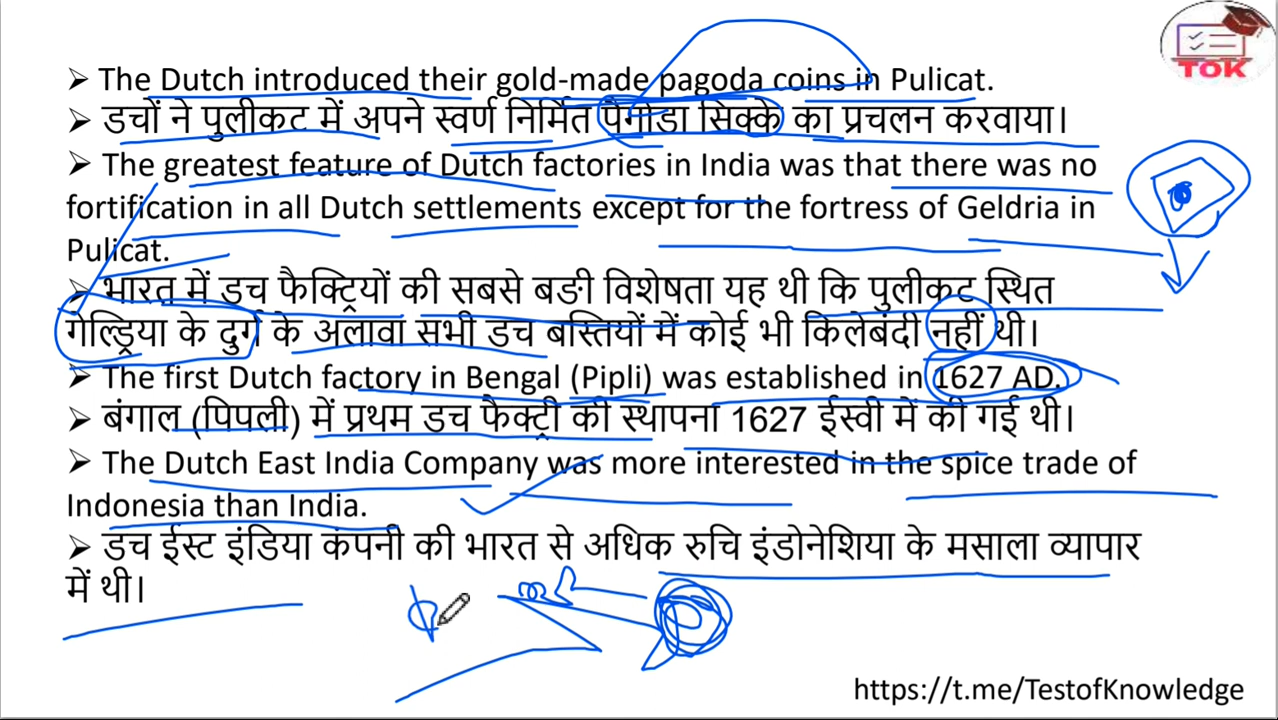 TOK
➢ The Dutch introduced their gold-made pagoda coins in Pulicat.
➢ डचों ने पुलीकट में अपने स्वर्ण निर्मित पैगोडा सिक्के का प्रचलन करवाया।
➢ The greatest feature of Dutch factories in India was that there was no
fortification in all Dutch settlements except for the fortress of Geldria in
Pulicat.
➢ भारत में डच फैक्ट्रियों की सबसे बङी विशेषता यह थी कि पुलीकट स्थित
गेल्ड्रिया के दुर्ग के अलावा सभी डच बस्तियों में कोई भी किलेबंदी नहीं थी।
➢ The first Dutch factory in Bengal (Pipli) was established in 1627 AD.
➢ बंगाल (पिपली) में प्रथम डच फैक्ट्री की स्थापना 1627 ईस्वी में की गई थी।
➢ The Dutch East India Company was more interested in the spice trade of
Indonesia than India.
➢ डच ईस्ट इंडिया कंपनी की भारत से अधिक रुचि इंडोनेशिया के मसाला व्यापार
में थी।
https://t.me/TestofKnowledge